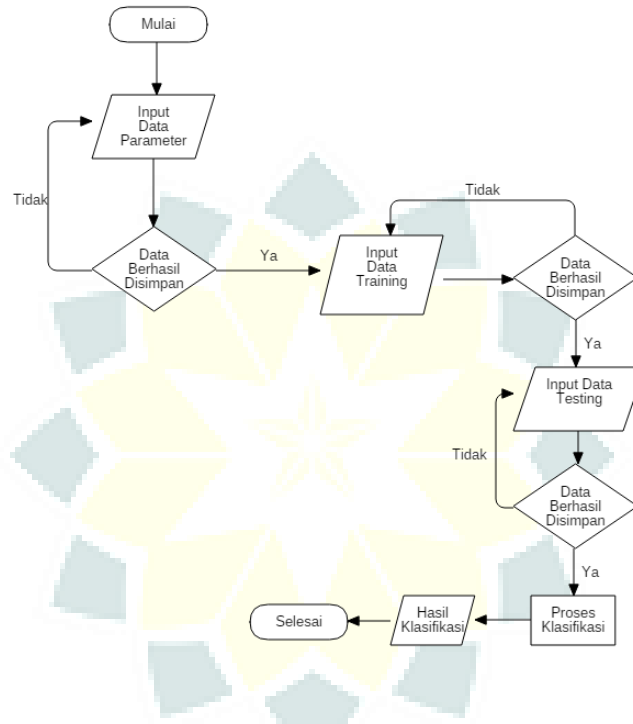 Mulai
Input
Data
Parameter
Tidak
Data
Berhasil
Disimpan
Ya
Input
Data
Training
Tidak
Data
Berhasil
Disimpan
Ya
Input Data
Testing
Tidak
Data
Berhasil
Disimpan
Ya
Proses
Klasifikasi
Hasil
Klasifikasi
Selesai